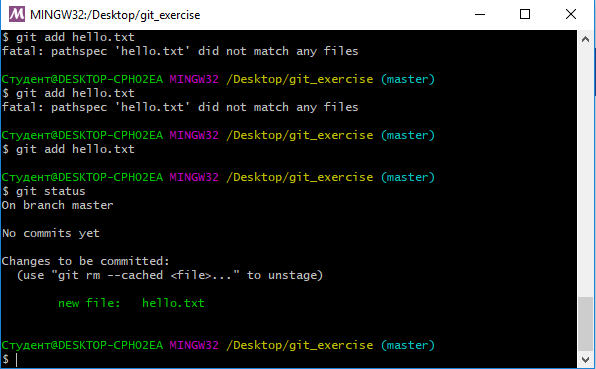 MINGW32:/Desktop/git_exercise
$ git add hello.txt
fatal: pathspec 'hello.txt' did not match any files
Студент@DESKTOP-CPHO2EA MINGW32 /Desktop/git_exercise (master)
$ git add hello.txt
fatal: pathspec 'hello.txt' did not match any files
Студент@DESKTOP-CPHO2EA MINGW32 /Desktop/git_exercise (master)
$ git add hello.txt
Студент@DESKTOP-CPHO2EA MINGW32 /Desktop/git_exercise (master)
$ git status
On branch master
No commits yet
Changes to be committed:
(use "git rm --cached <file>..." to unstage)
new file:   hello.txt
Студент@DESKTOP-CPHO2EA MINGW32 /Desktop/git_exercise (master)
$